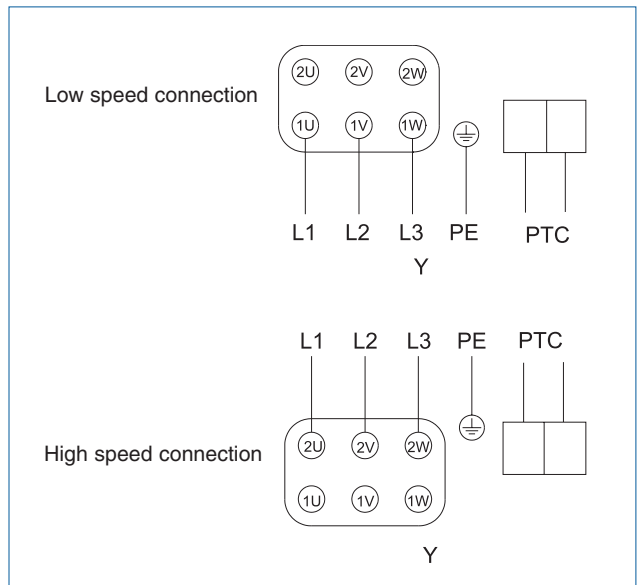 2U 2V 2W
Low speed connection
1U 1V 1W
L1 L2 L3 PE PTC
Y
L1 L2 L3 PE PTC
2U 2V 2W
High speed connection
1U 1V 1W
Y